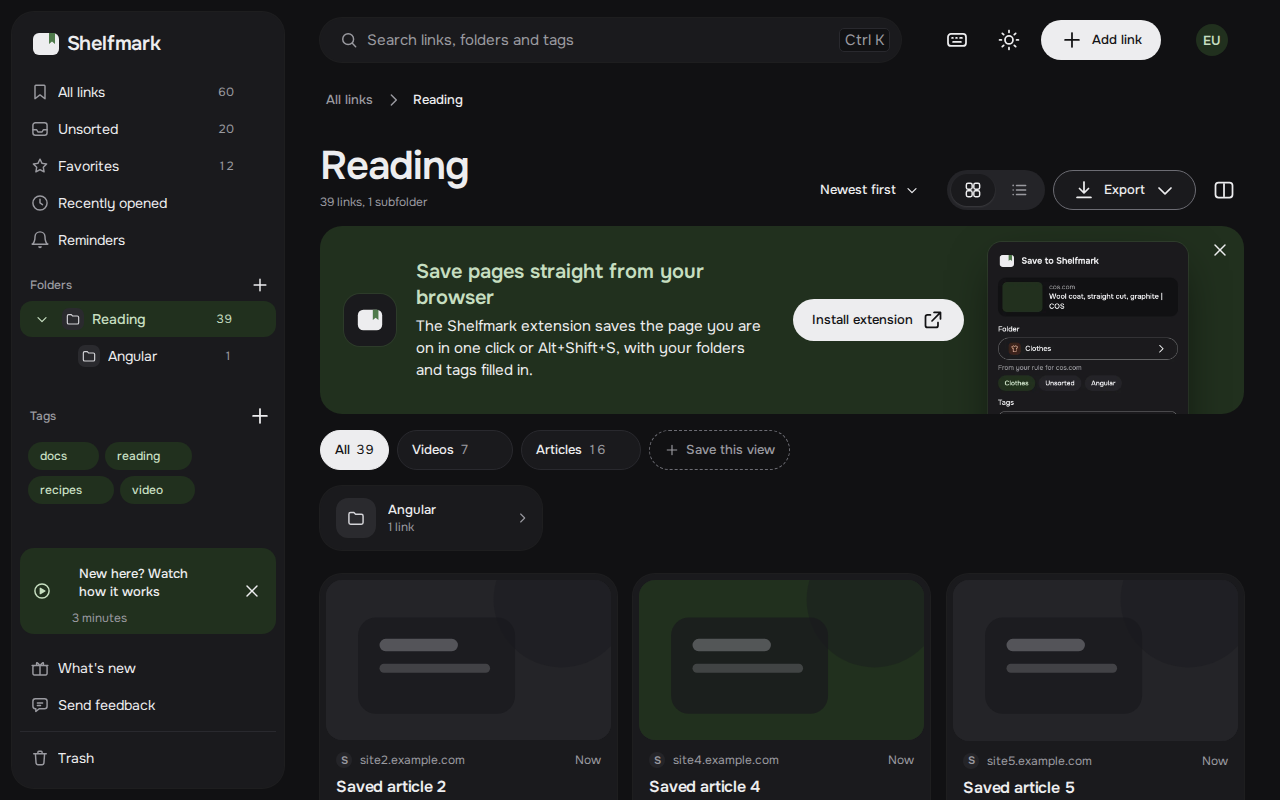 Shelfmark
Search links, folders and tags
Ctrl K
Add link
EU
All links 60
Unsorted 20
Favorites 12
Recently opened
Reminders
Folders
Reading 39
Angular 1
Tags
docs reading
recipes video
New here? Watch
how it works
3 minutes
What's new
Send feedback
Trash
All links Reading
Reading
39 links, 1 subfolder
Newest first
Export
Save pages straight from your
browser
The Shelfmark extension saves the page you are
on in one click or Alt+Shift+S, with your folders
and tags filled in.
Install extension
Save to Shelfmark
cos.com
Wool coat, straight cut, graphite |
COS
Folder
Clothes
From your rule for cos.com
Clothes Unsorted Angular
Tags
All 39 Videos 7 Articles 16 Save this view
Angular
1 link
S site2.example.com Now
Saved article 2
S site4.example.com Now
Saved article 4
S site5.example.com Now
Saved article 5